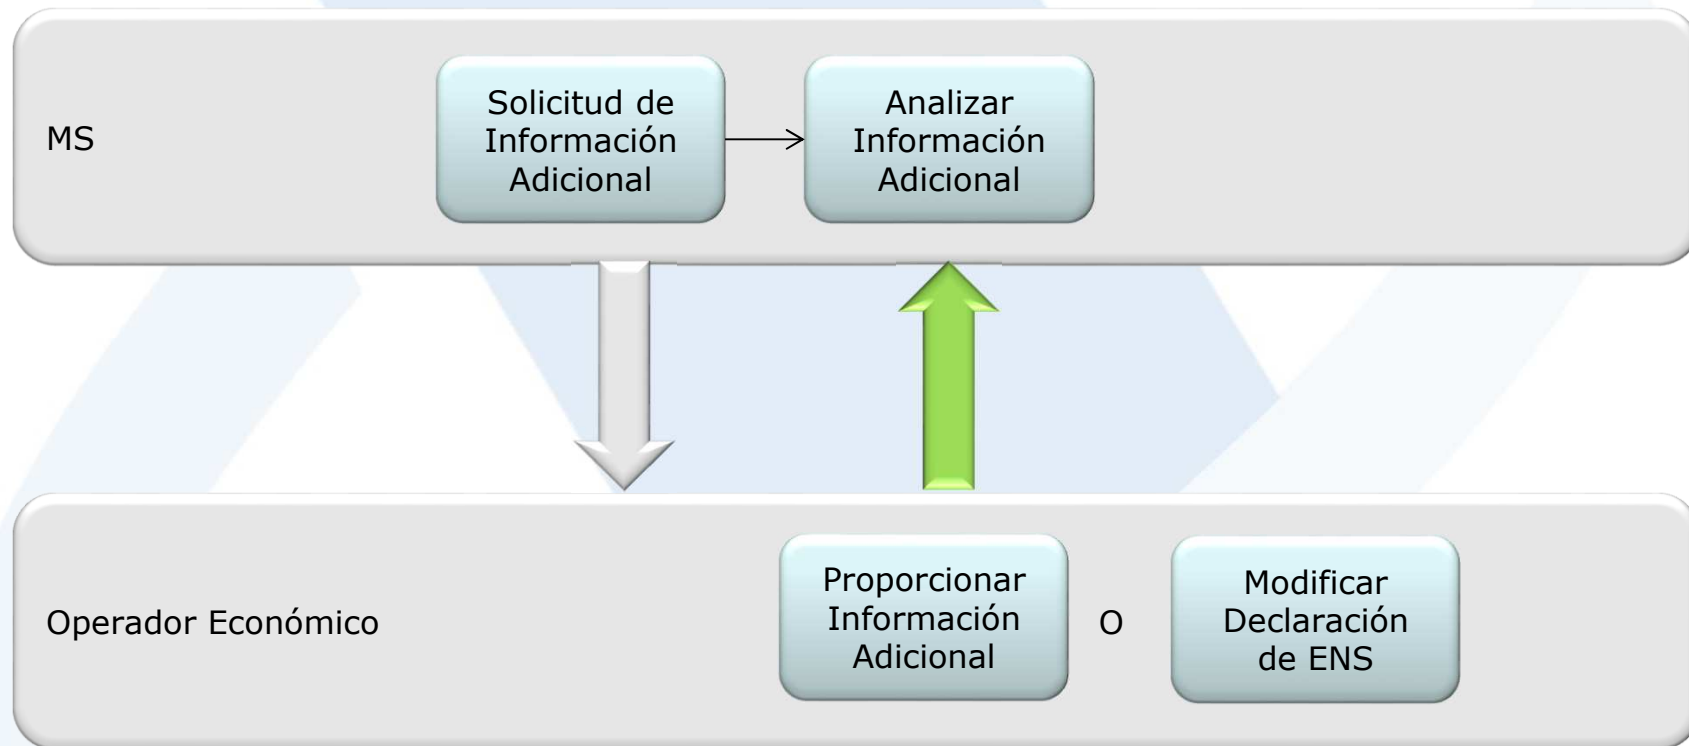 MS
Solicitud de
Información
Adicional
Analizar
Información
Adicional
Operador Económico
Proporcionar
Información
Adicional
O
Modificar
Declaración
de ENS